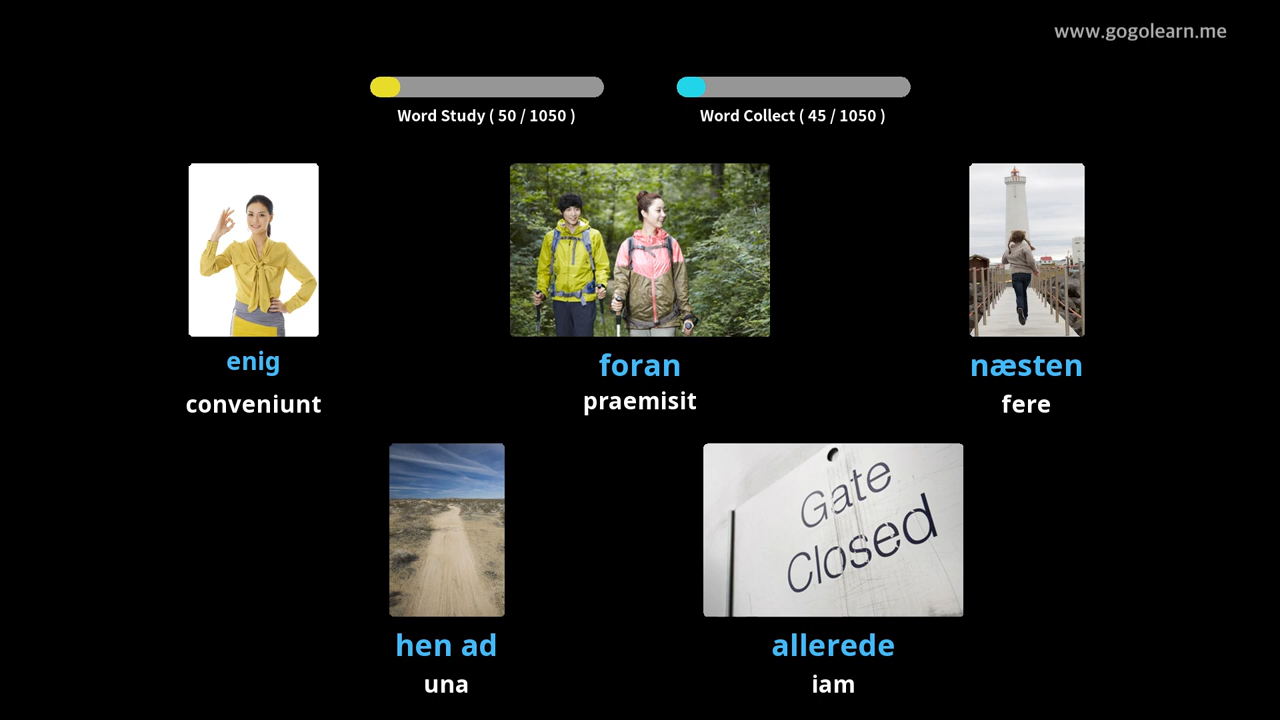 www.gogolearn.me
Word Study ( 50 / 1050 )
Word Collect ( 45 / 1050 )
enig
conveniunt
foran
praemisit
næsten
fere
Gate
Closed
hen ad
una
allerede
iam